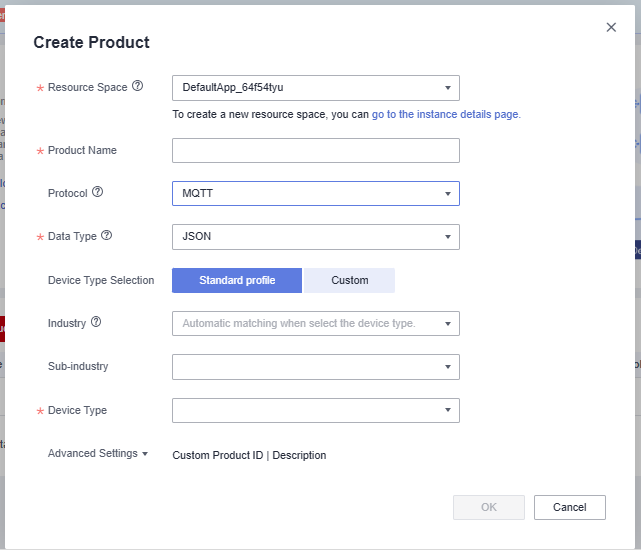 Create Product
* Resource Space
DefaultApp_64f54tyu
To create a new resource space, you can go to the instance details page.
* Product Name
Protocol
MQTT
* Data Type
JSON
Device Type Selection
Standard profile
Custom
Industry
Automatic matching when select the device type.
Sub-industry
* Device Type
Advanced Settings
Custom Product ID | Description
OK
Cancel